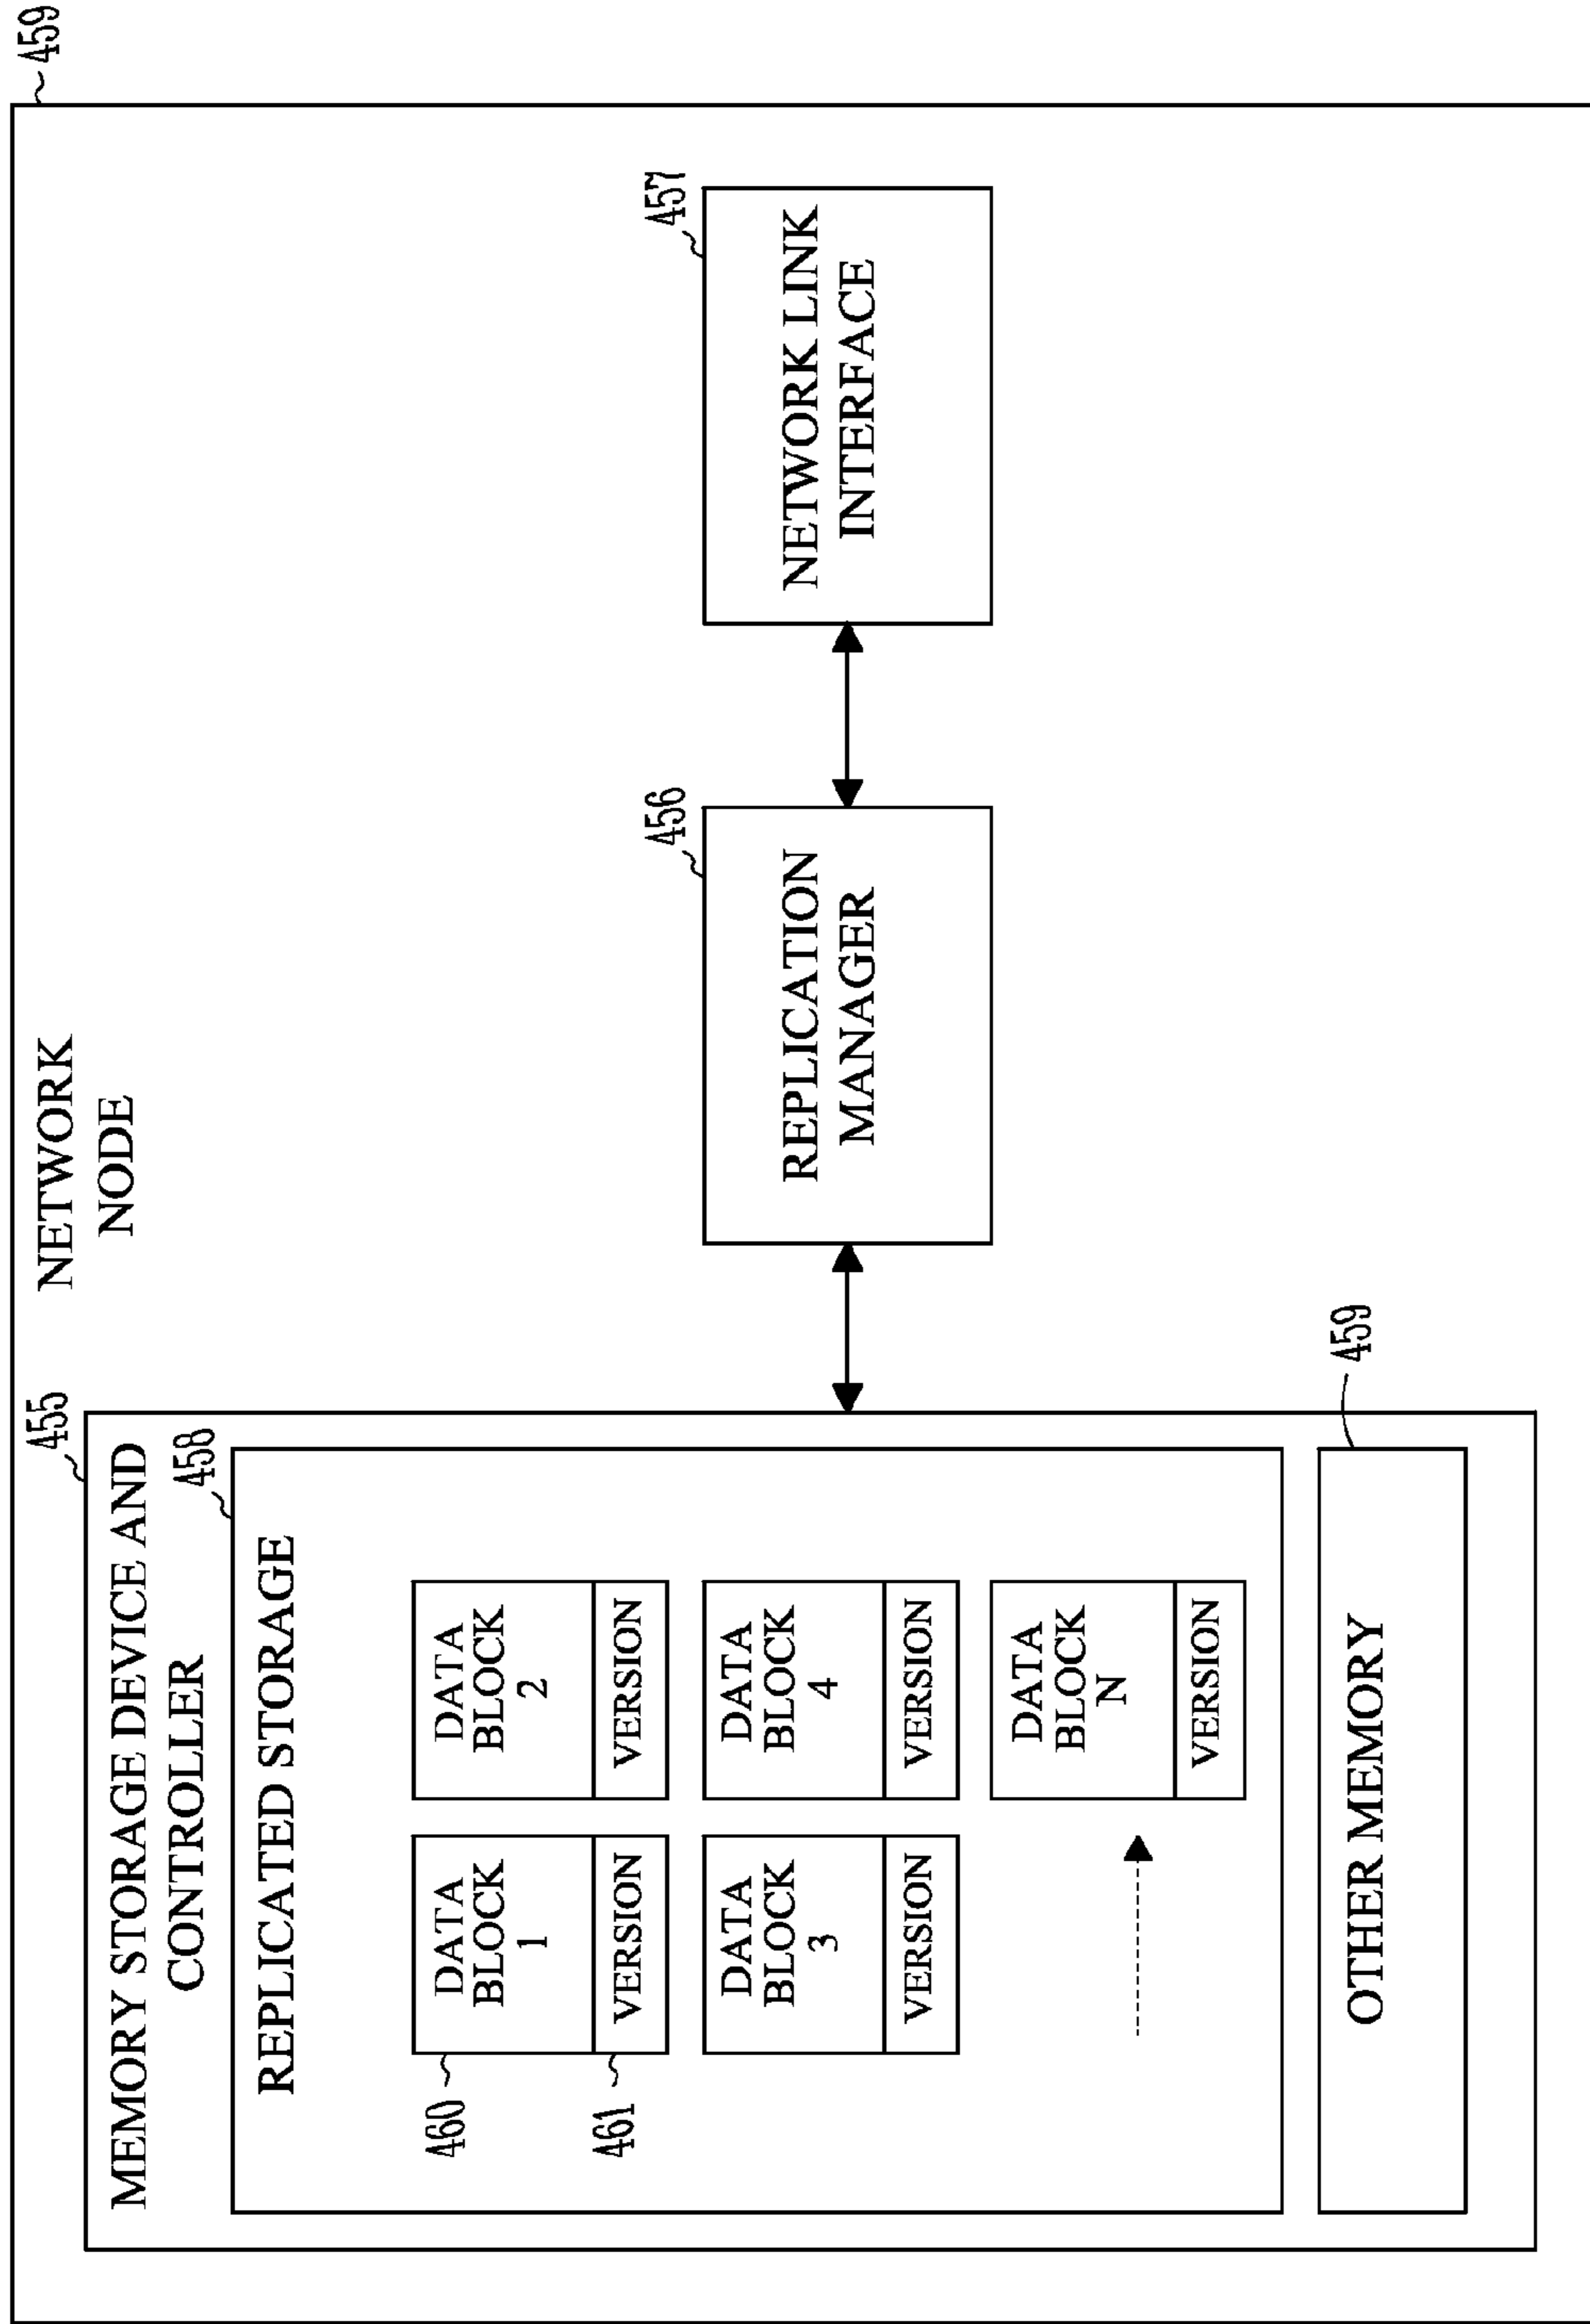 459
NETWORK
NODE
455
MEMORY STORAGE DEVICE AND
CONTROLLER
458
REPLICATED STORAGE
460
DATA
BLOCK
1
461
VERSION
DATA
BLOCK
2
VERSION
DATA
BLOCK
3
VERSION
DATA
BLOCK
4
VERSION
DATA
BLOCK
N
VERSION
459
OTHER MEMORY
456
REPLICATION
MANAGER
457
NETWORK LINK
INTERFACE